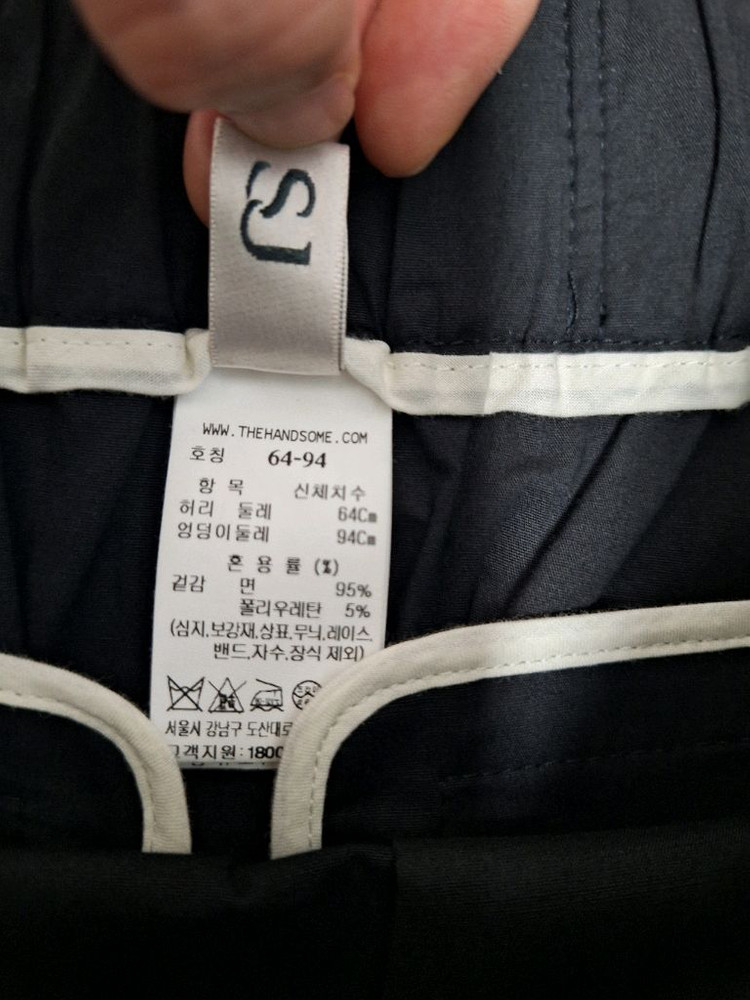 SJ
WWW.THEHANDSOME.COM
호칭 64-94
항 목 신체치수
허리 둘레 64Cm
엉덩이둘레 94Cm
혼 용 률 (%)
겉감 면 95%
폴리우레탄 5%
(심지,보강재,상표,무늬,레이스,
밴드,자수,장식 제외)
서울시 강남구 도산대로
고객지원:1800